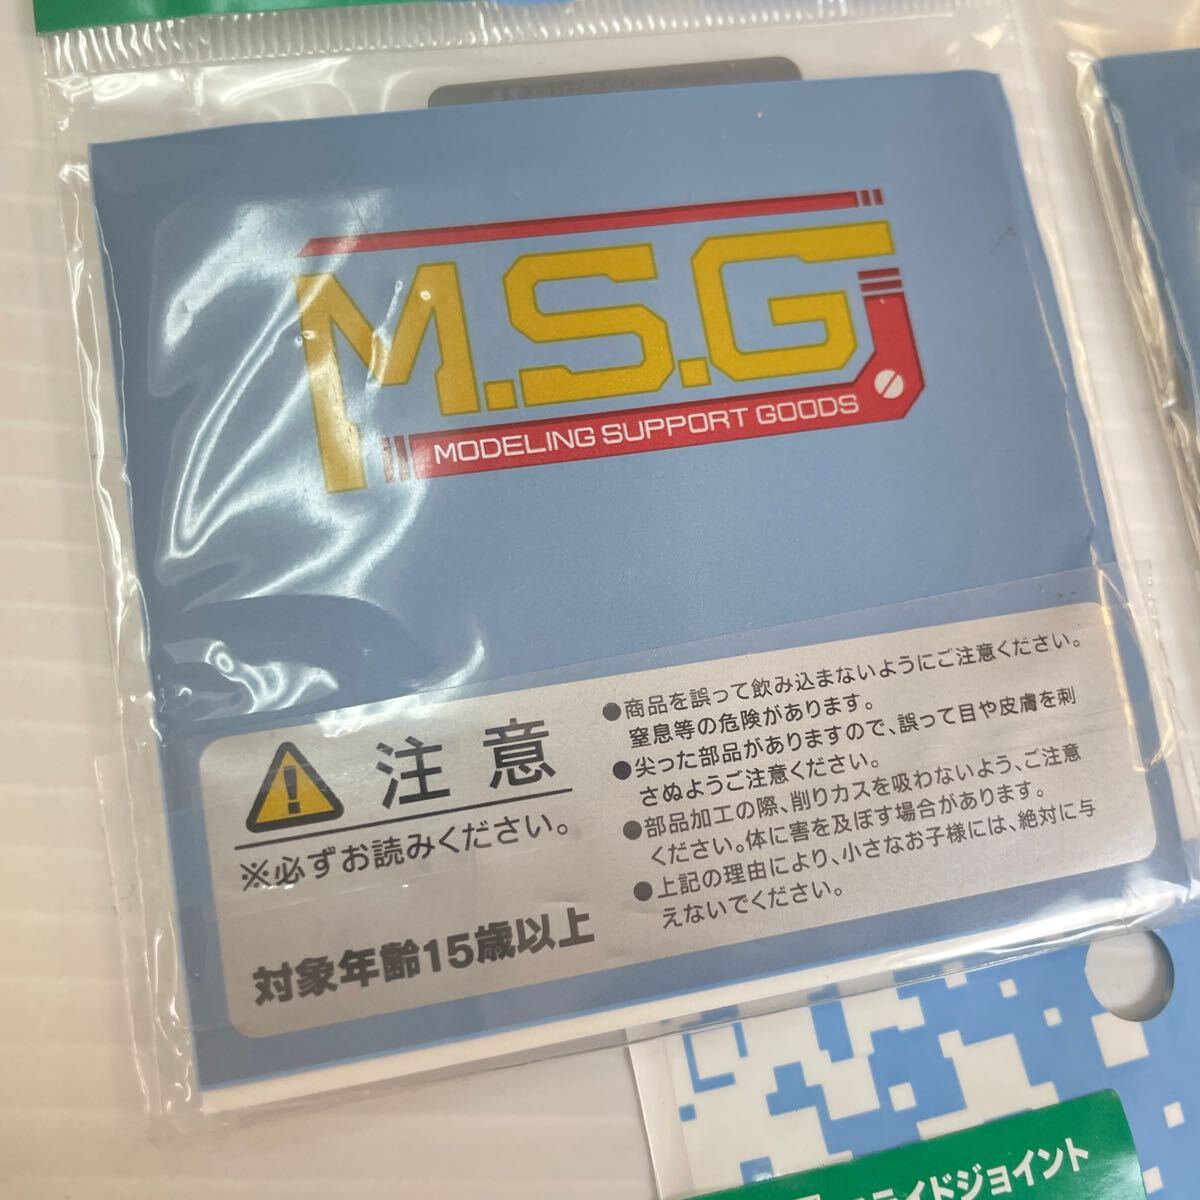 M.S.G
MODELING SUPPORT GOODS
注意
※必ずお読みください。
対象年齢15歳以上
●商品を誤って飲み込まないようにご注意ください。
窒息等の危険があります。
●尖った部品がありますので、誤って目や皮膚を刺
さぬようご注意ください。
●部品加工の際、削りカスを吸わないよう、ご注意
ください。体に害を及ぼす場合があります。
●上記の理由により、小さなお子様には、絶対に与
えないでください。
ライドジョイント